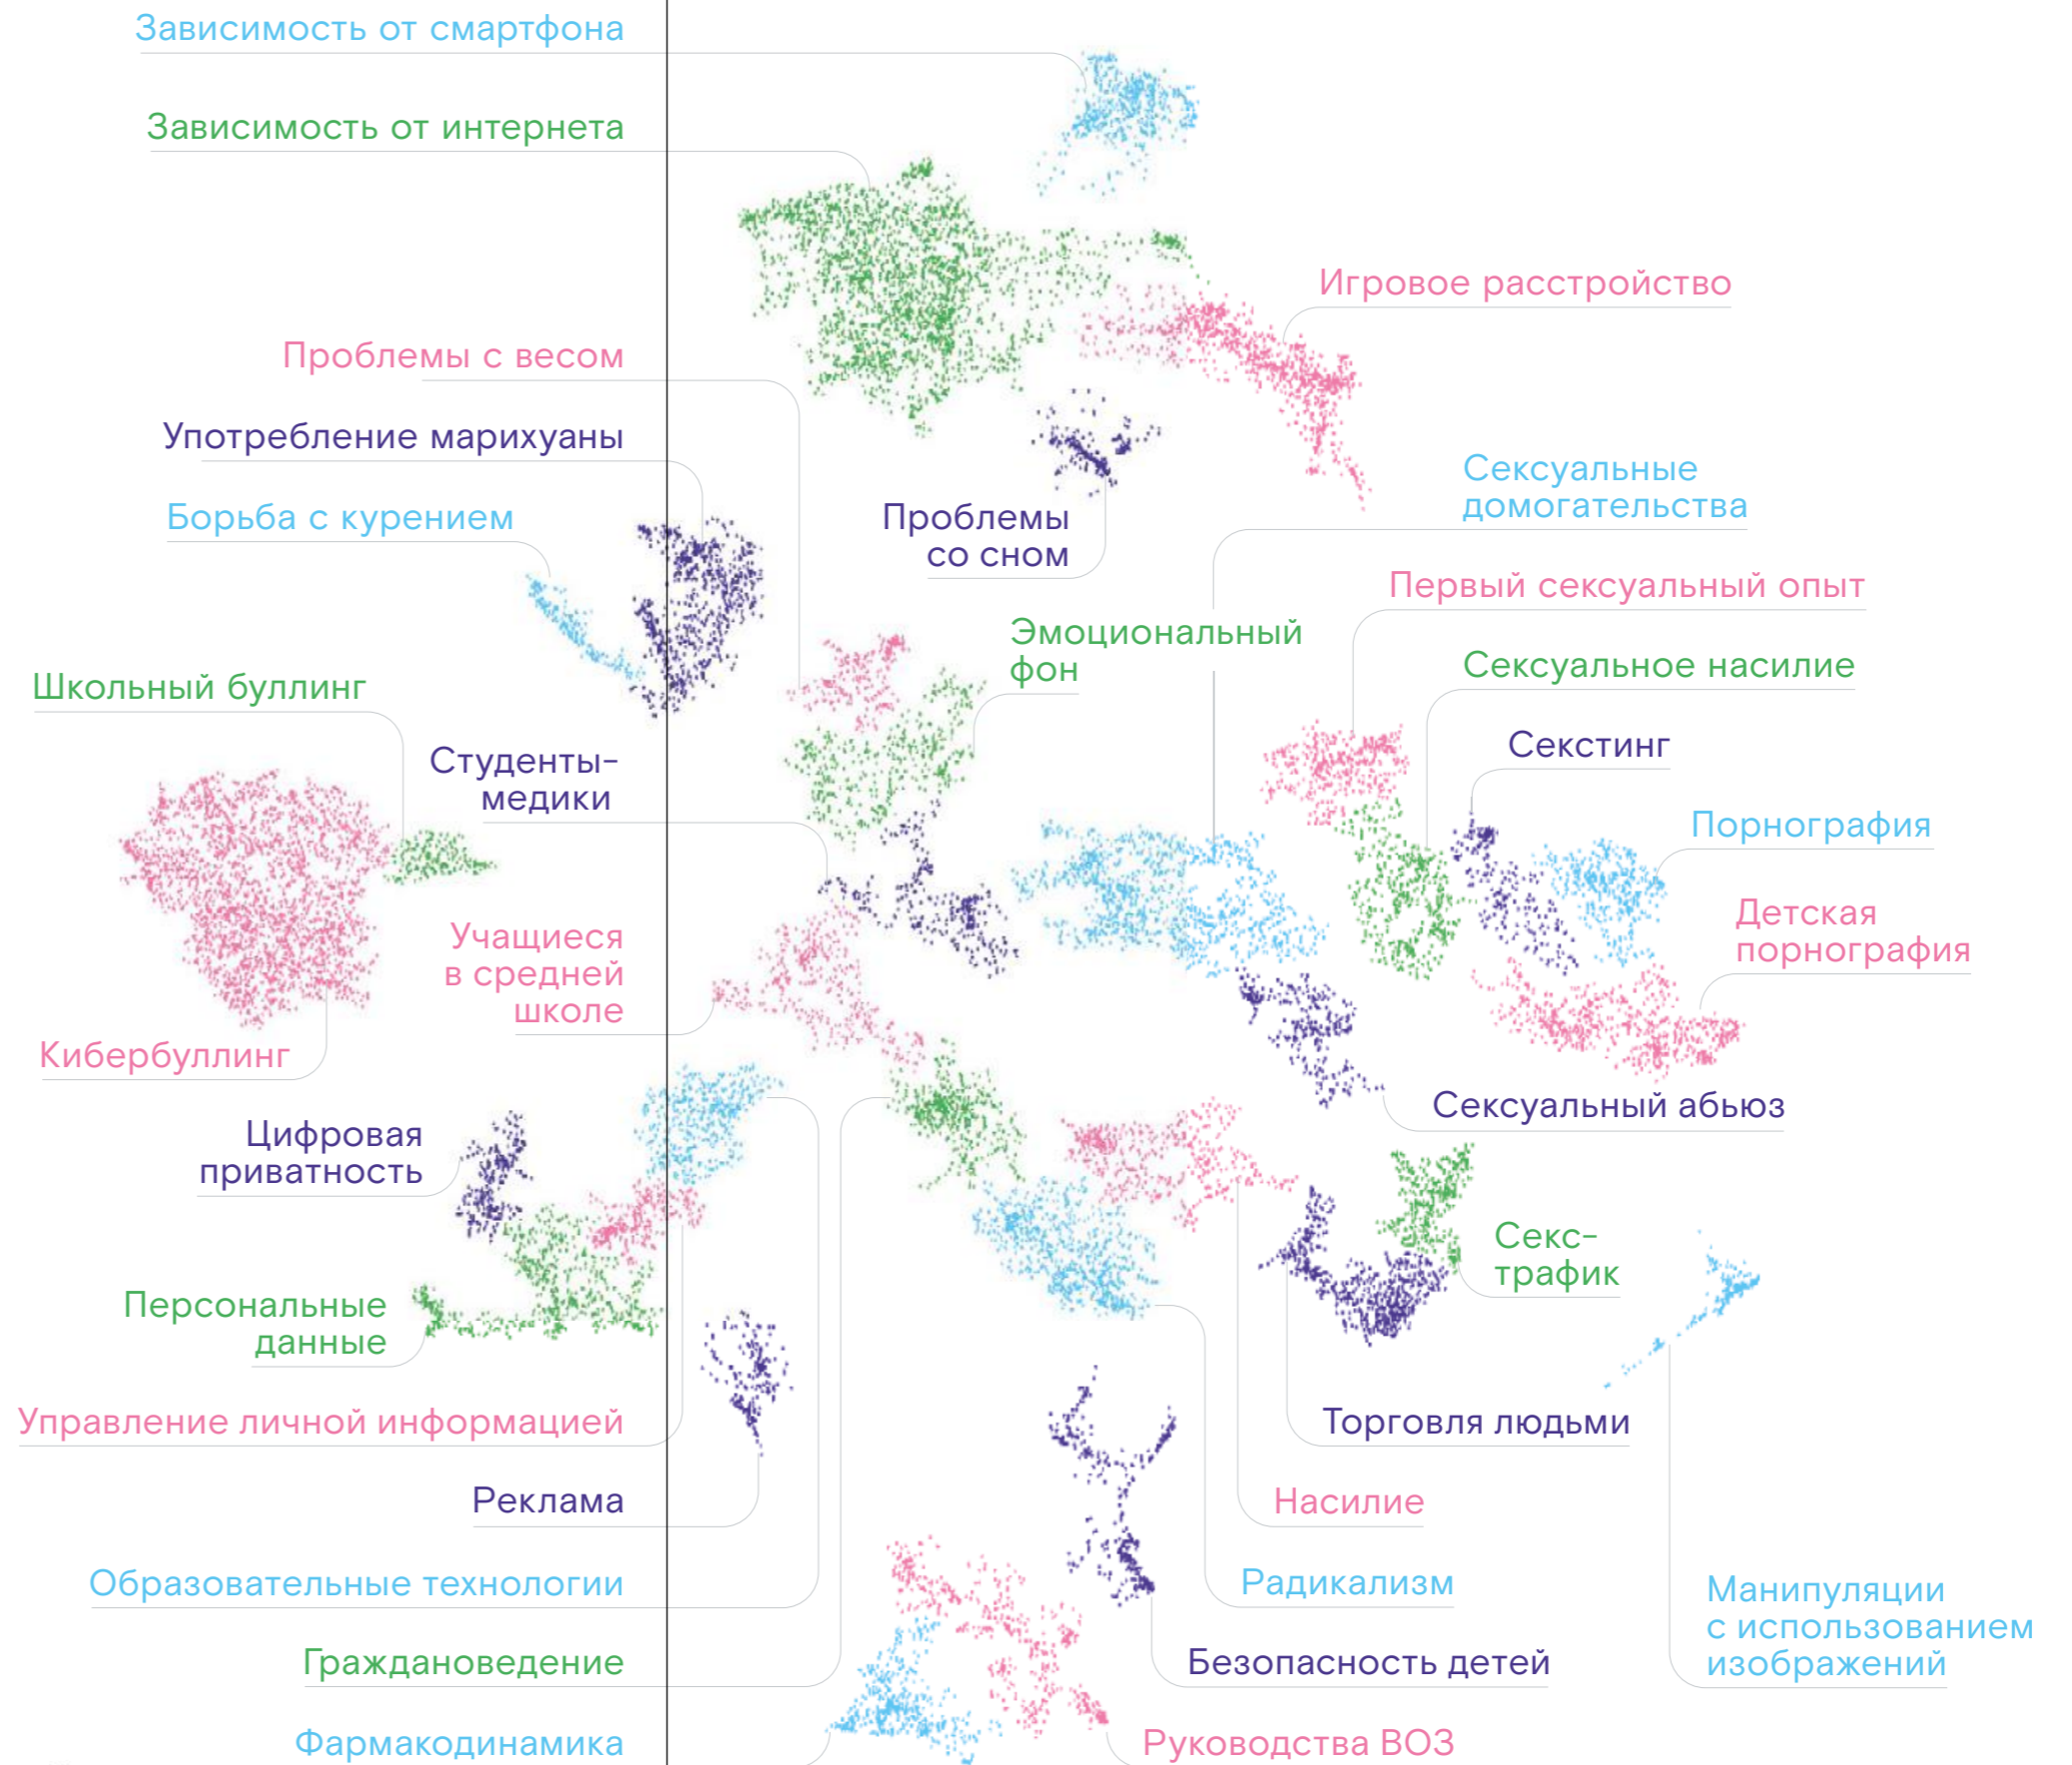 Зависимость от смартфона
Зависимость от интернета
Игровое расстройство
Проблемы с весом
Употребление марихуаны
Сексуальные
домогательства
Борьба с курением
Проблемы
со сном
Первый сексуальный опыт
Эмоциональный
фон
Сексуальное насилие
Школьный буллинг
Студенты-
медики
Секстинг
Порнография
Детская
порнография
Учащиеся
в средней
школе
Кибербуллинг
Сексуальный абьюз
Цифровая
приватность
Секс-
трафик
Персональные
данные
Управление личной информацией
Торговля людьми
Реклама
Насилие
Образовательные технологии
Радикализм
Манипуляции
с использованием
изображений
Граждановедение
Безопасность детей
Фармакодинамика
Руководства ВОЗ